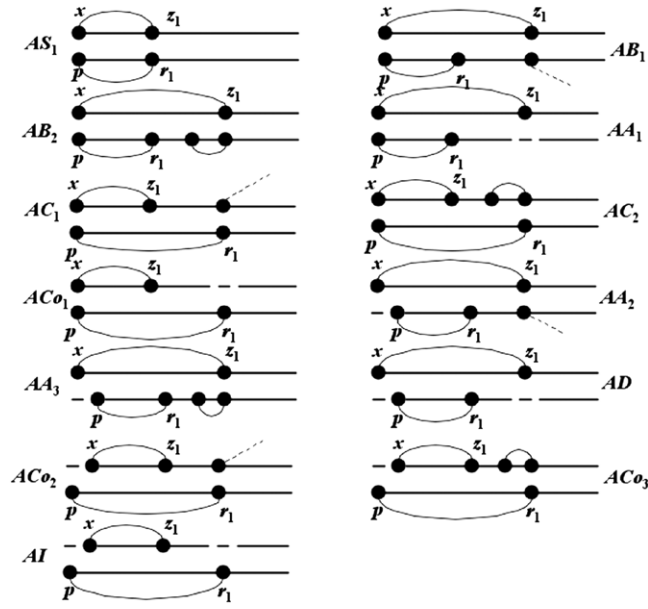 x z1
AS1
p r1
x z1
AB1
p r1
x z1
AB2
p r1
x z1
AA1
p r1
x z1
AC1
p r1
x z1
AC2
p r1
x z1
ACo1
p r1
x z1
AA2
p r1
x z1
AA3
p r1
x z1
AD
p r1
x z1
ACo2
p r1
x z1
ACo3
p r1
x z1
AI
p r1